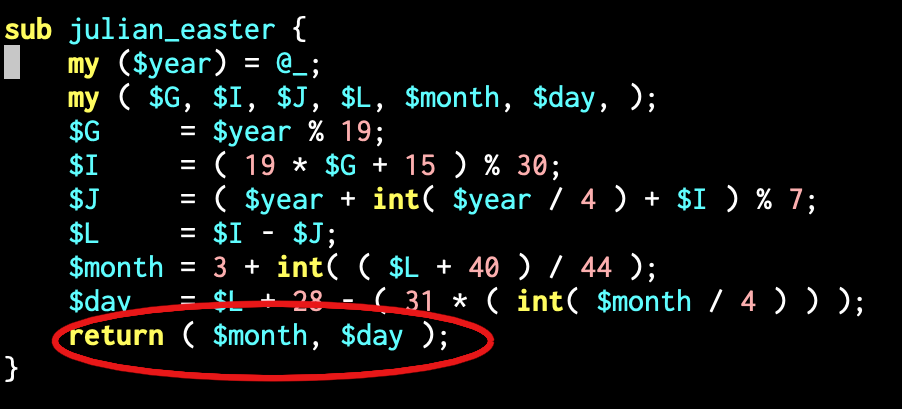 sub julian_easter {
    my ($year) = @_;
    my ( $G, $I, $J, $L, $month, $day, );
    $G     = $year % 19;
    $I     = ( 19 * $G + 15 ) % 30;
    $J     = ( $year + int( $year / 4 ) + $I ) % 7;
    $L     = $I - $J;
    $month = 3 + int( ( $L + 40 ) / 44 );
    $day   = $L + 28 - ( 31 * ( int( $month / 4 ) ) );
    return ( $month, $day );
}